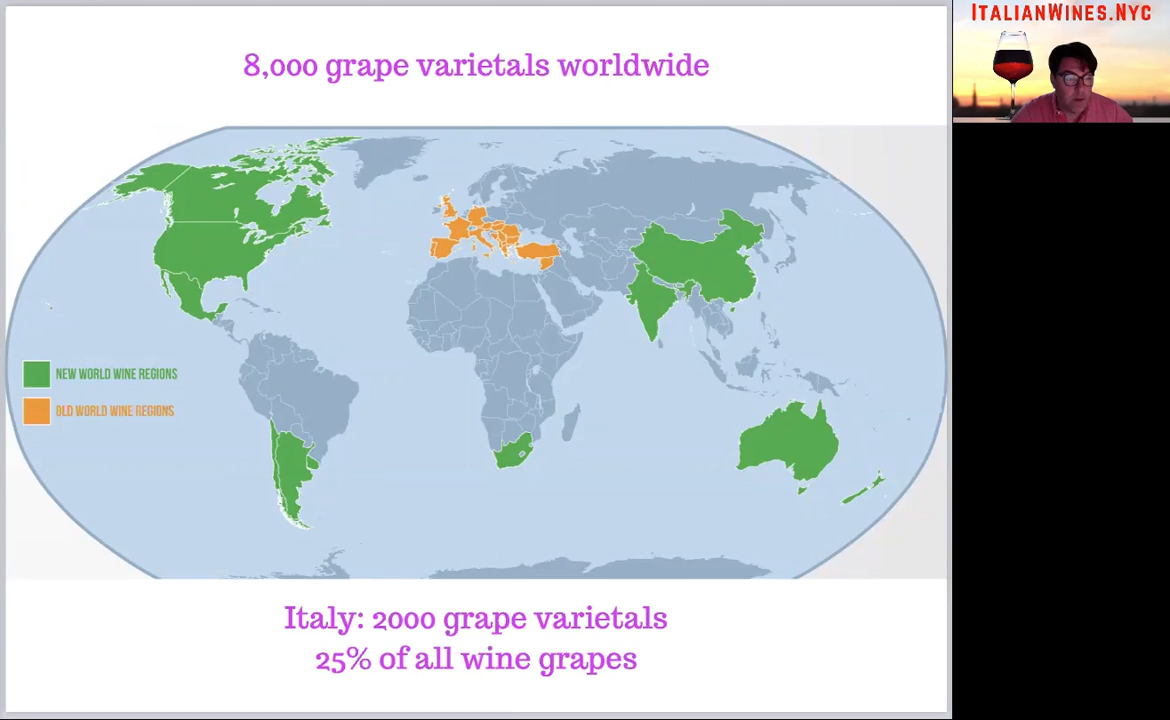 8,000 grape varietals worldwide
ITALIANWINES.NYC
NEW WORLD WINE REGIONS
OLD WORLD WINE REGIONS
Italy: 2000 grape varietals
25% of all wine grapes